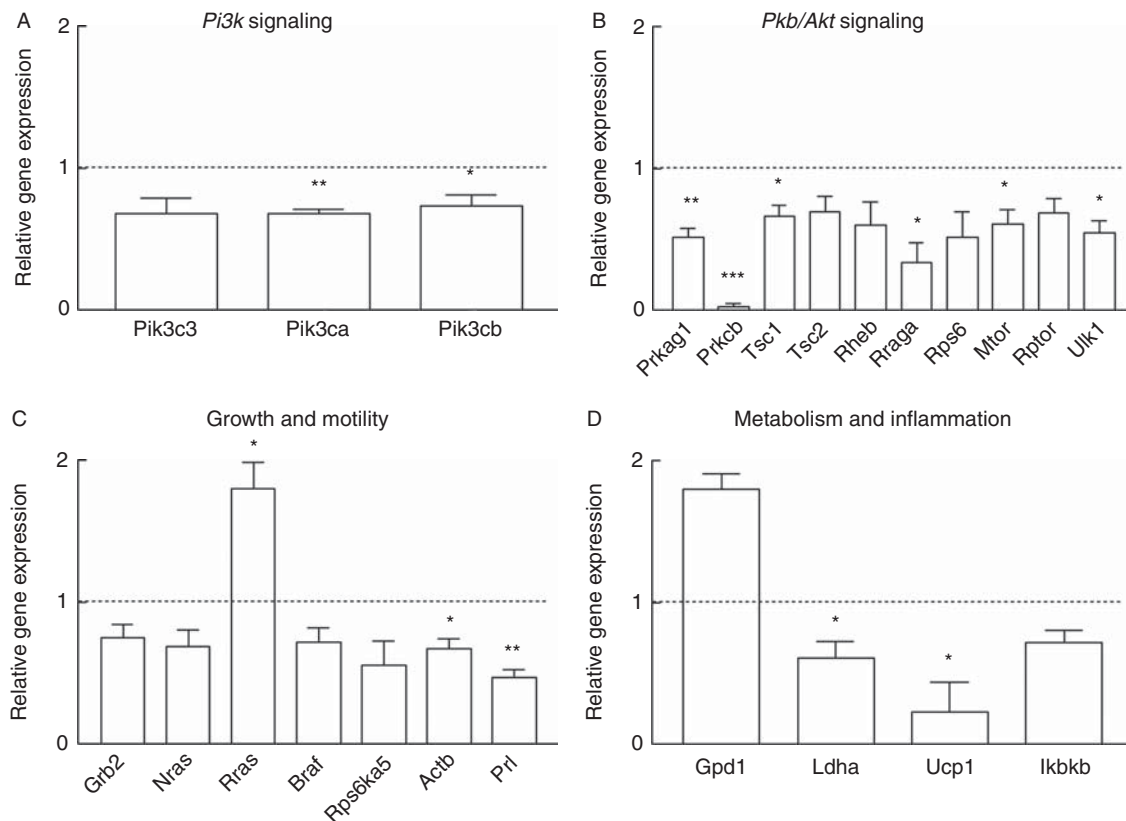 A
Pi3k signaling
Relative gene expression
2
1
0
**
*
Pik3c3
Pik3ca
Pik3cb
B
Pkb/Akt signaling
Relative gene expression
2
1
0
**
***
*
*
*
*
Prkag1
Prkcb
Tsc1
Tsc2
Rheb
Rraga
Rps6
Mtor
Rptor
Ulk1
C
Growth and motility
Relative gene expression
2
1
0
*
*
**
Grb2
Nras
Rras
Braf
Rps6ka5
Actb
Prl
D
Metabolism and inflammation
Relative gene expression
2
1
0
*
*
Gpd1
Ldha
Ucp1
Ikbkb